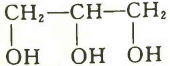 CH₂—CH—CH₂
OH OH OH